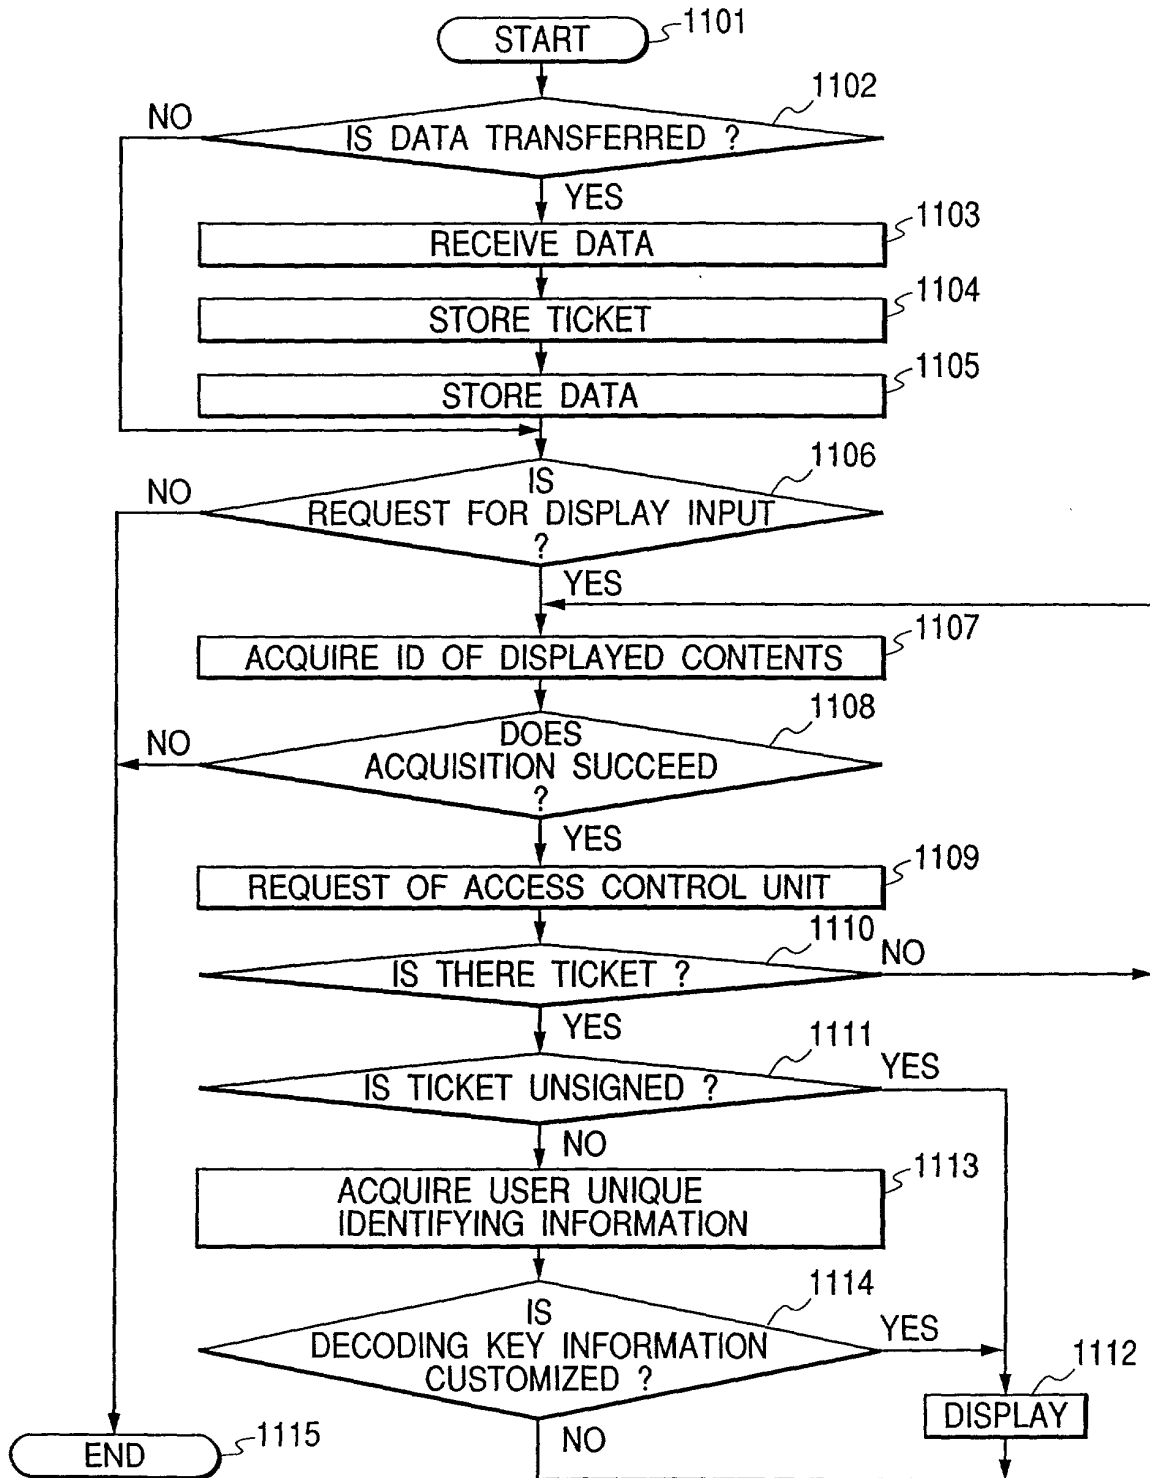 START
1101
1102
NO
IS DATA TRANSFERRED ?
YES
1103
RECEIVE DATA
1104
STORE TICKET
1105
STORE DATA
1106
NO
IS
REQUEST FOR DISPLAY INPUT
?
YES
1107
ACQUIRE ID OF DISPLAYED CONTENTS
1108
NO
DOES
ACQUISITION SUCCEED
?
YES
1109
REQUEST OF ACCESS CONTROL UNIT
1110
NO
IS THERE TICKET ?
YES
1111
YES
IS TICKET UNSIGNED ?
NO
1113
ACQUIRE USER UNIQUE
IDENTIFYING INFORMATION
1114
IS
DECODING KEY INFORMATION
CUSTOMIZED ?
YES
1112
DISPLAY
NO
1115
END